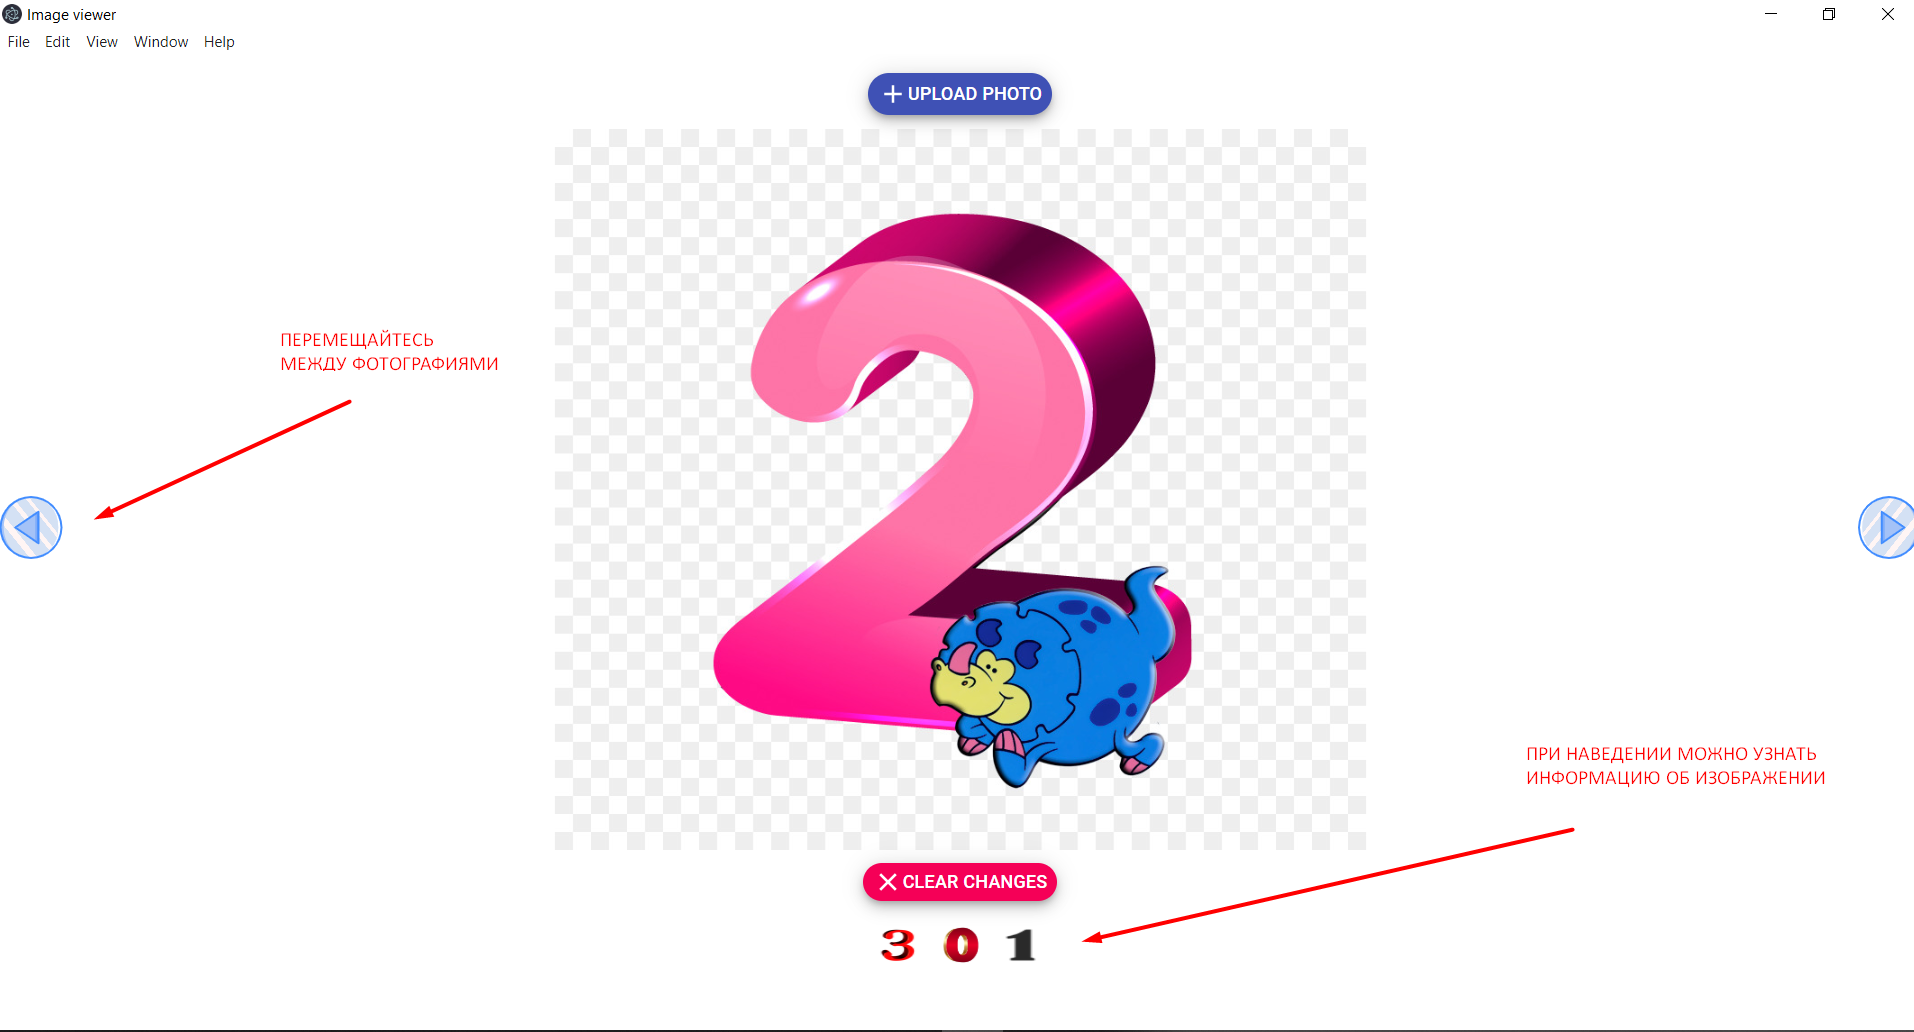 Image viewer
File Edit View Window Help
UPLOAD PHOTO
2
ПЕРЕМЕЩАЙТЕСЬ
МЕЖДУ ФОТОГРАФИЯМИ
ПРИ НАВЕДЕНИИ МОЖНО УЗНАТЬ
ИНФОРМАЦИЮ ОБ ИЗОБРАЖЕНИИ
CLEAR CHANGES
3 0 1